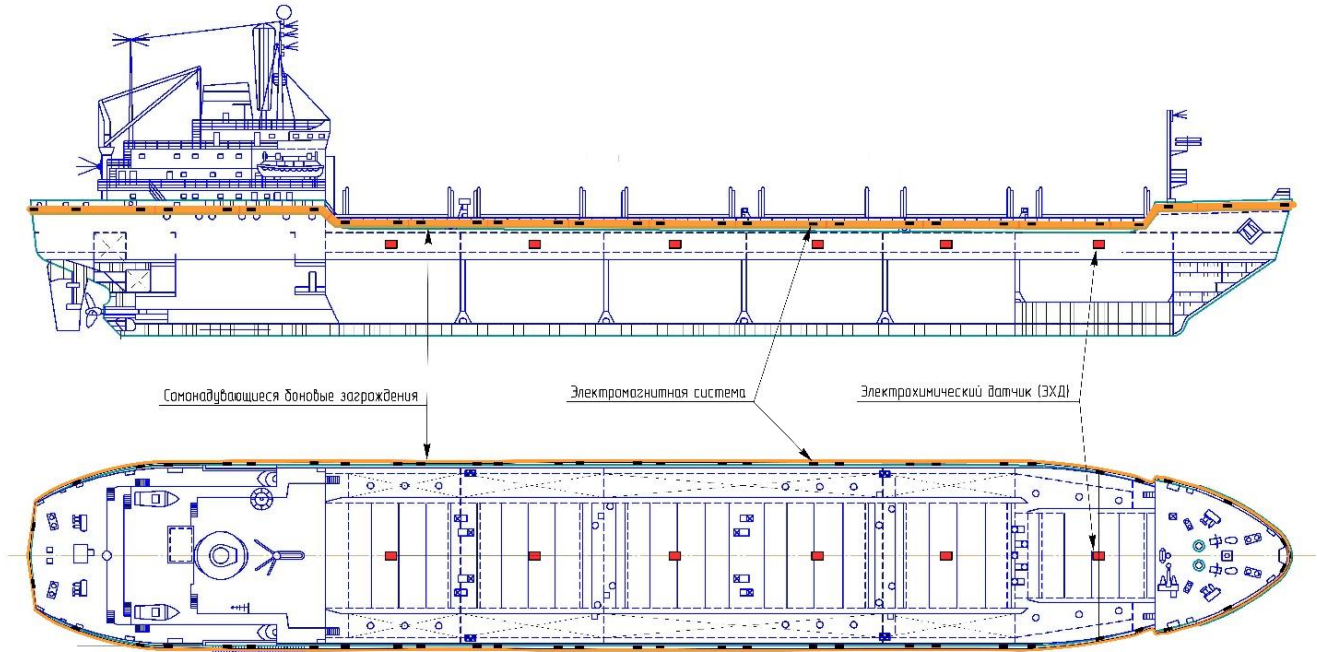 Самонадувающиеся боновые заграждения
Электромагнитная система
Электрохимический датчик (ЭХД)